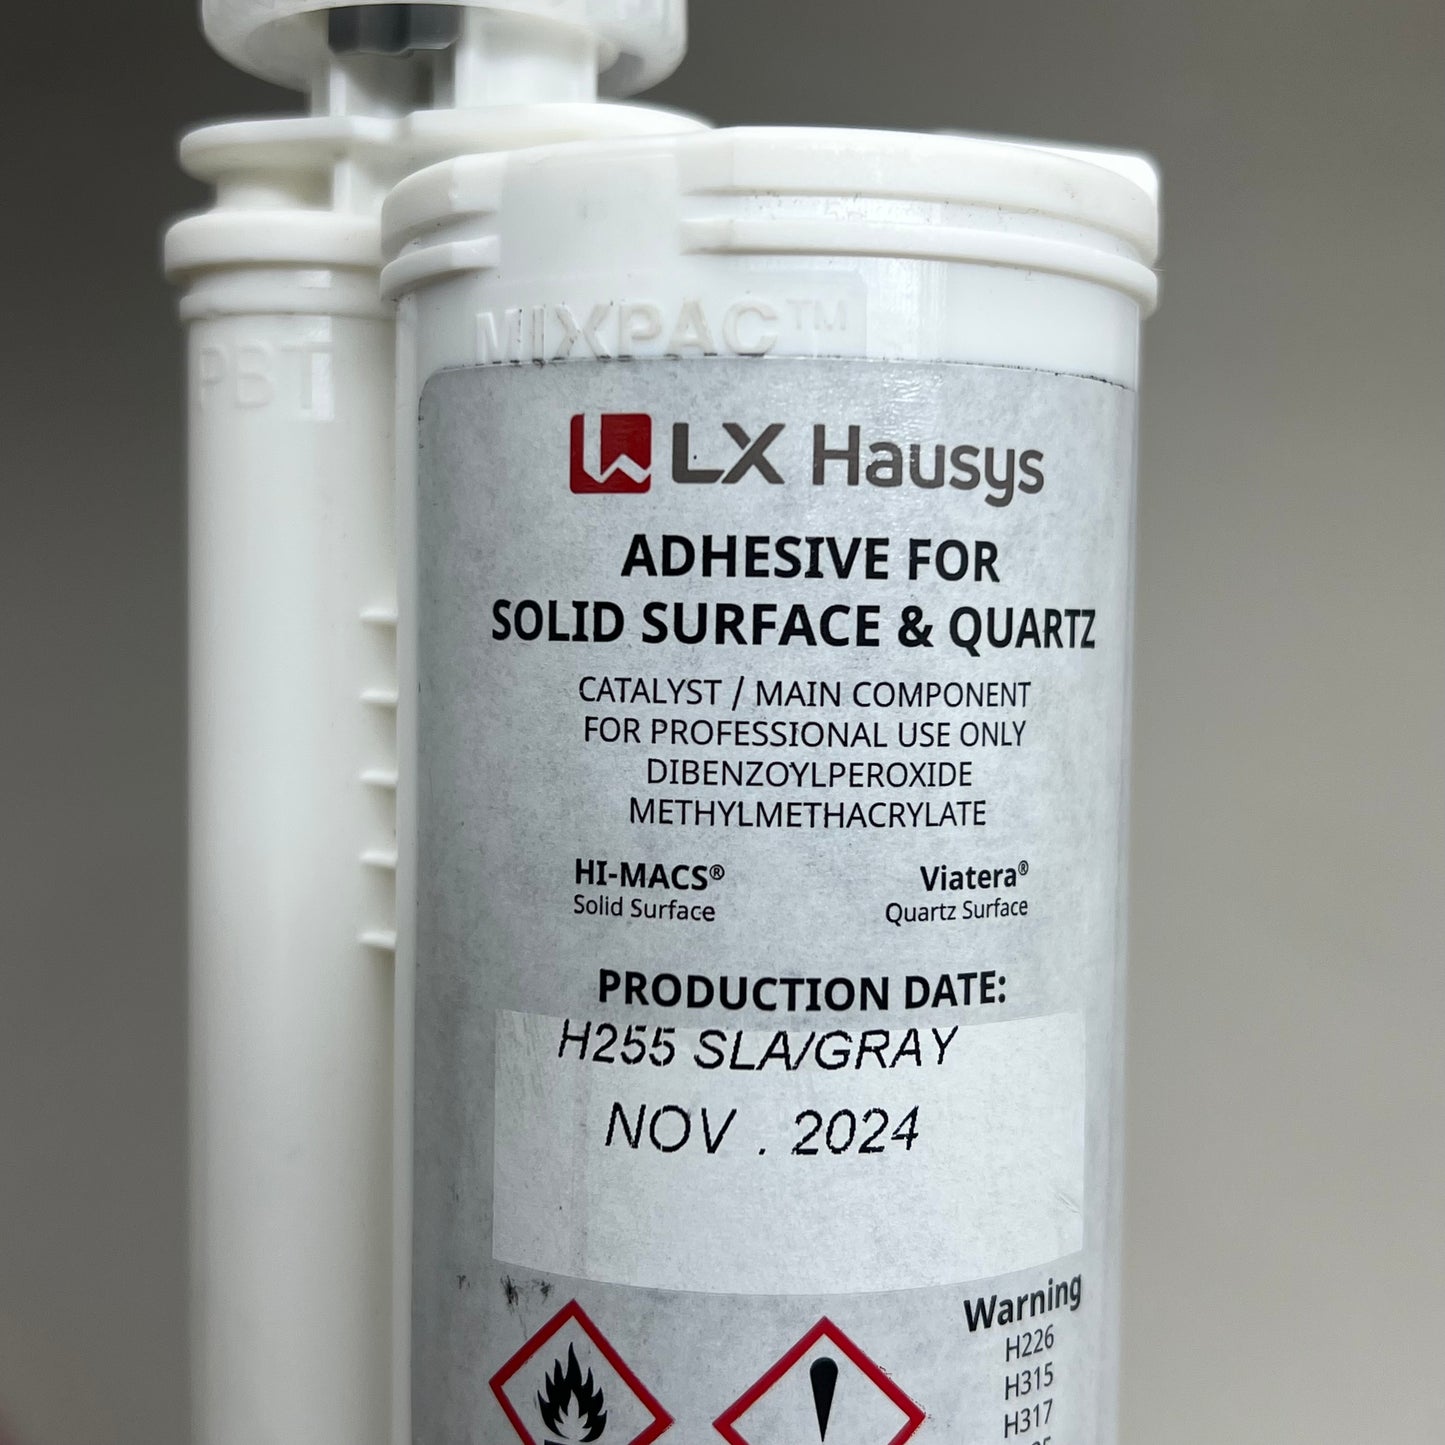 MIXPAC™
PBT
LX Hausys
ADHESIVE FOR
SOLID SURFACE & QUARTZ
CATALYST / MAIN COMPONENT
FOR PROFESSIONAL USE ONLY
DIBENZOYLPEROXIDE
METHYLMETHACRYLATE
HI-MACS®
Solid Surface
Viatera®
Quartz Surface
PRODUCTION DATE:
H255 SLA/GRAY
NOV . 2024
Warning
H226
H315
H317